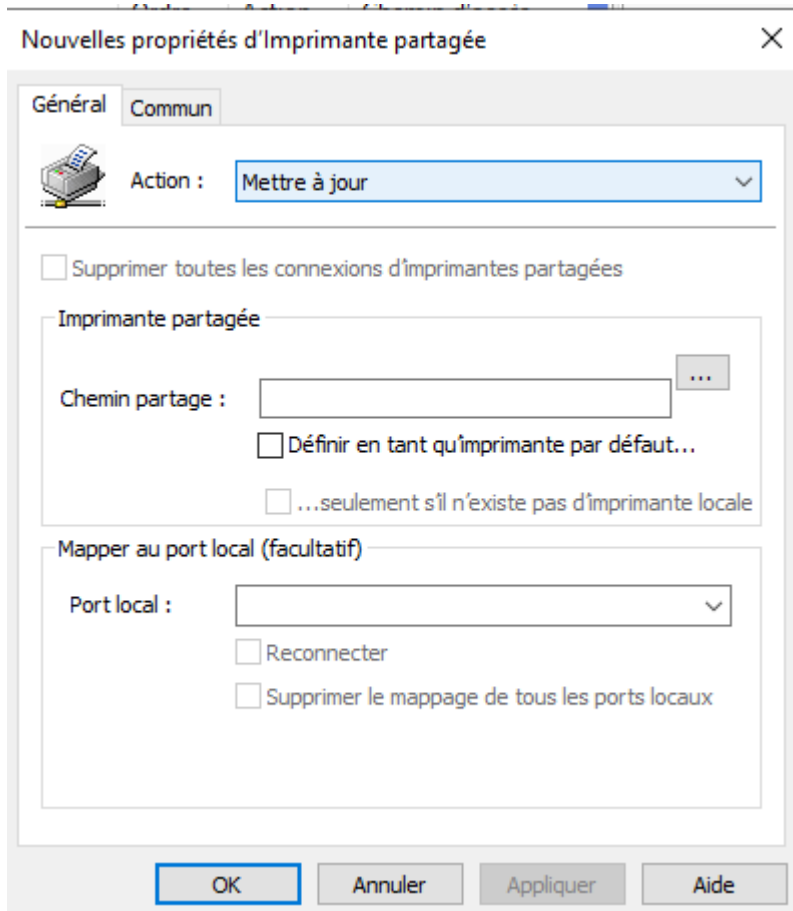 Nouvelles propriétés d'Imprimante partagée
Général Commun
Action : Mettre à jour
Supprimer toutes les connexions d'imprimantes partagées
Imprimante partagée
...
Chemin partage :
Définir en tant qu'imprimante par défaut...
...seulement s'il n'existe pas d'imprimante locale
Mapper au port local (facultatif)
Port local :
Reconnecter
Supprimer le mappage de tous les ports locaux
OK Annuler Appliquer Aide